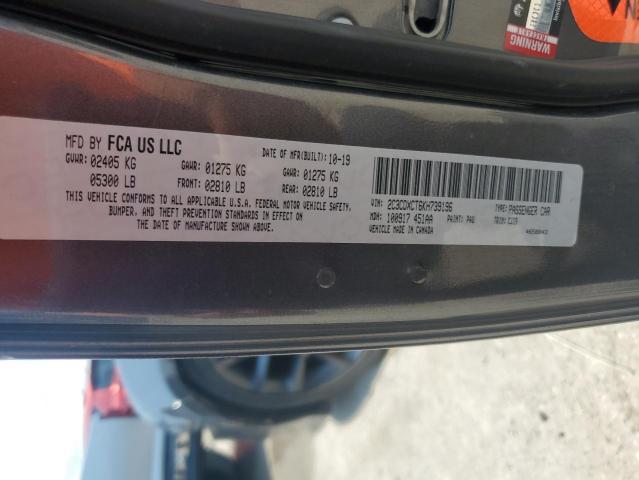 WARNING
MFD BY FCA US LLC
DATE OF MFR(BUILT): 10-19
GVWR: 02405 KG
GAWR: 01275 KG
GAWR: 01275 KG
05300 LB
FRONT: 02810 LB
REAR: 02810 LB
THIS VEHICLE CONFORMS TO ALL APPLICABLE U.S.A. FEDERAL MOTOR VEHICLE SAFETY,
BUMPER, AND THEFT PREVENTION STANDARDS IN EFFECT ON
THE DATE OF MANUFACTURE SHOWN ABOVE.
VIN: 2C3CDXCT6KH739196
TYPE: PASSENGER CAR
MDH: 100917 451AA
PAINT: PAU
TRIM: C2X9
VEHICLE MADE IN CANADA